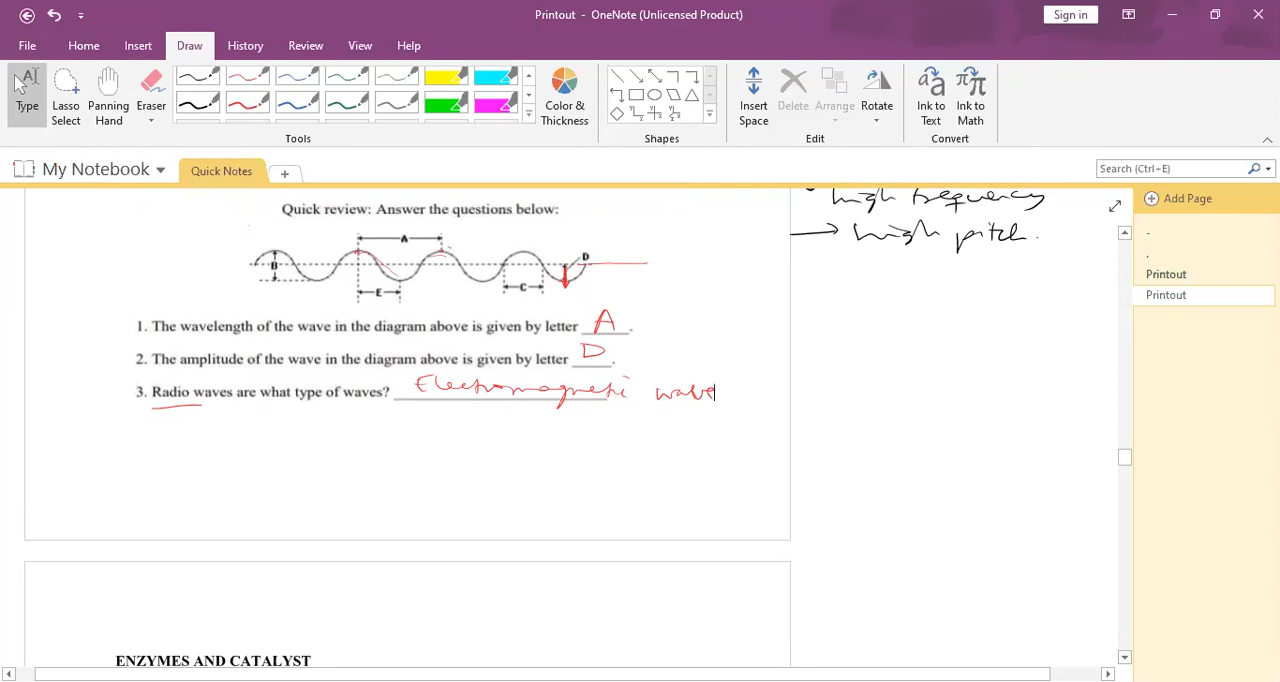 Printout - OneNote (Unlicensed Product)
Sign in
File Home Insert Draw History Review View Help
Type
Lasso Select
Panning Hand
Eraser
Color & Thickness
Insert Space
Delete
Arrange
Rotate
Ink to Text
Ink to Math
Tools
Shapes
Edit
Convert
My Notebook
Quick Notes
Search (Ctrl+E)
Add Page
-
.
Printout
Printout
high frequency
→ high pitch.
Quick review: Answer the questions below:
A
B
D
E
C
1. The wavelength of the wave in the diagram above is given by letter A.
2. The amplitude of the wave in the diagram above is given by letter D.
3. Radio waves are what type of waves? Electromagnetic wave
ENZYMES AND CATALYST